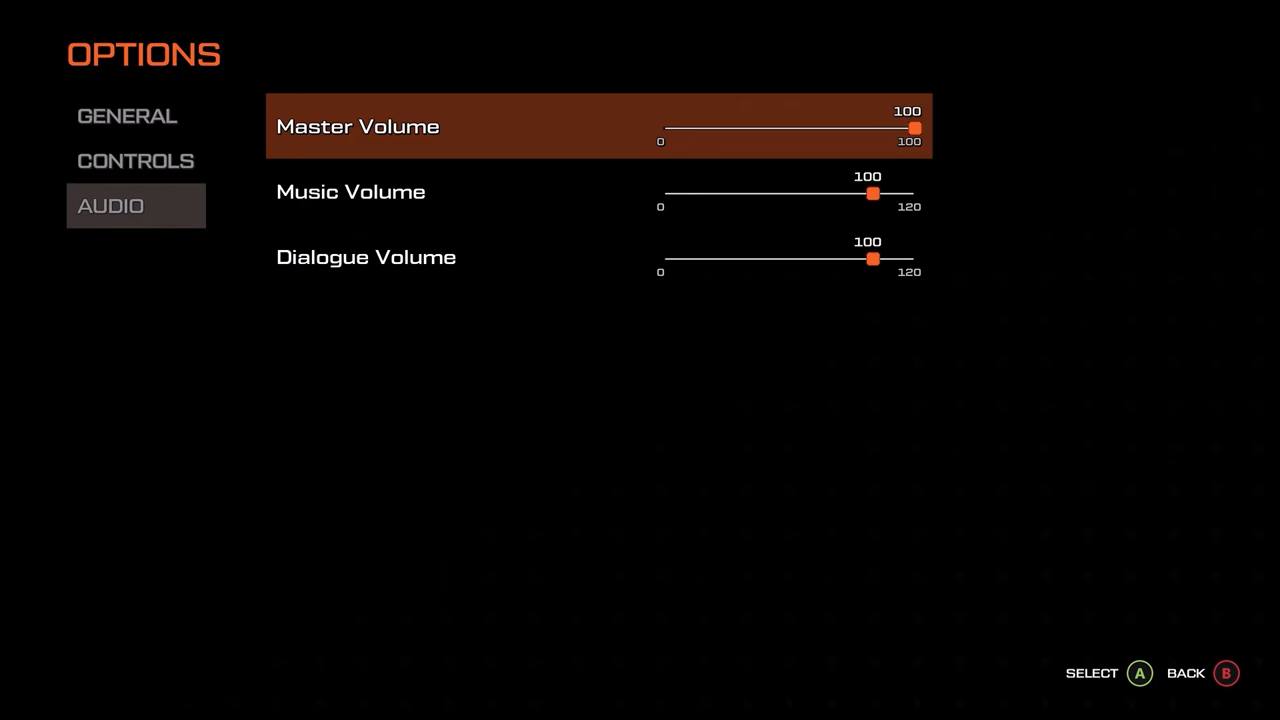 OPTIONS
GENERAL
CONTROLS
AUDIO
Master Volume
100
0
100
Music Volume
100
0
120
Dialogue Volume
100
0
120
SELECT A BACK B